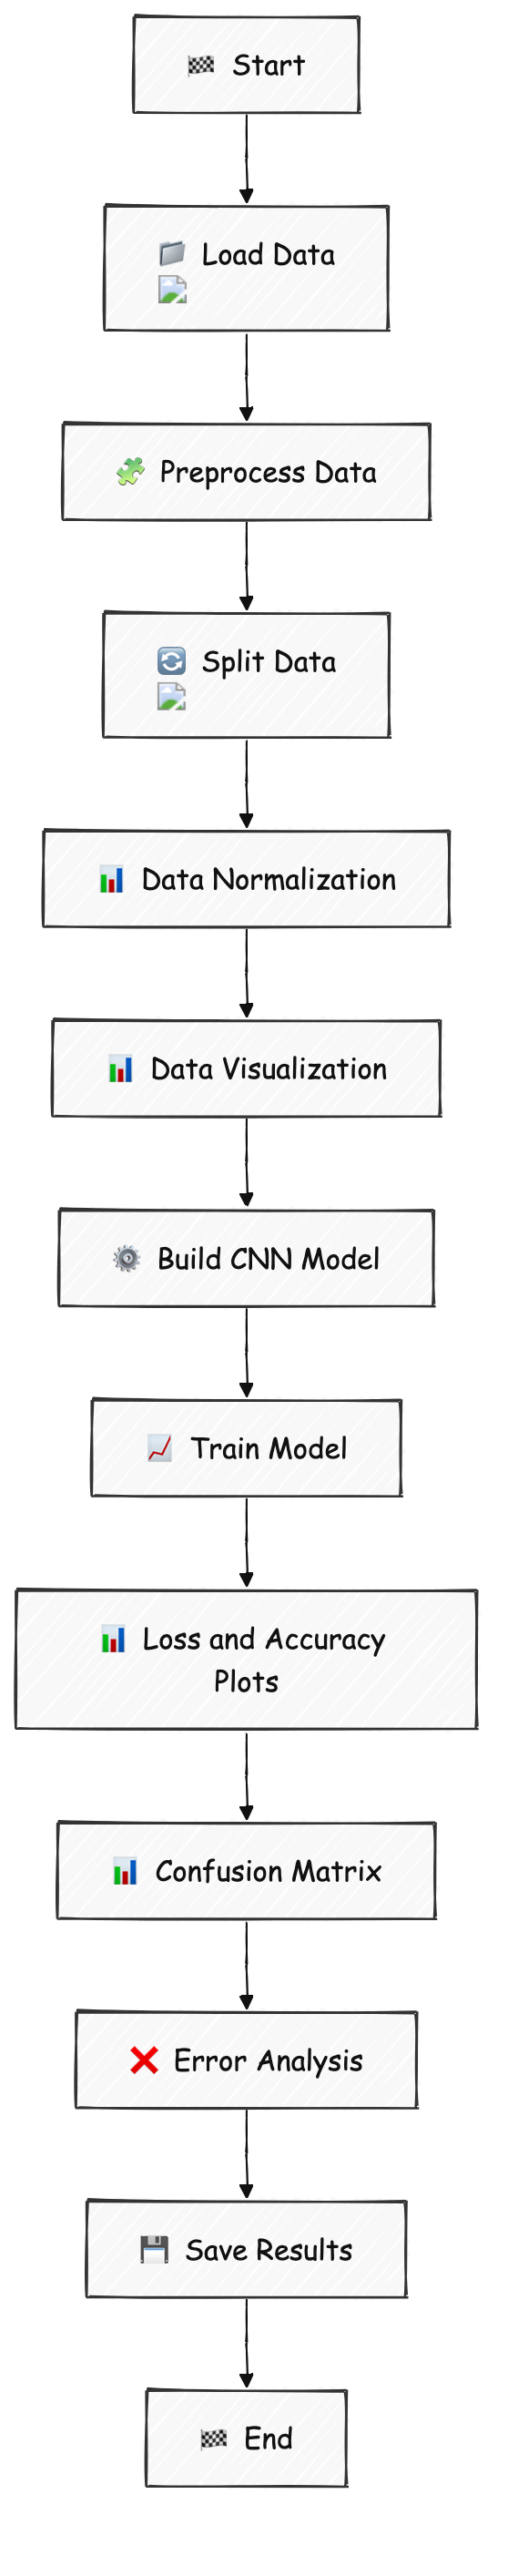 🏁 Start
📁 Load Data
🧩 Preprocess Data
🔄 Split Data
📊 Data Normalization
📊 Data Visualization
⚙️ Build CNN Model
📈 Train Model
📊 Loss and Accuracy
Plots
📊 Confusion Matrix
❌ Error Analysis
💾 Save Results
🏁 End